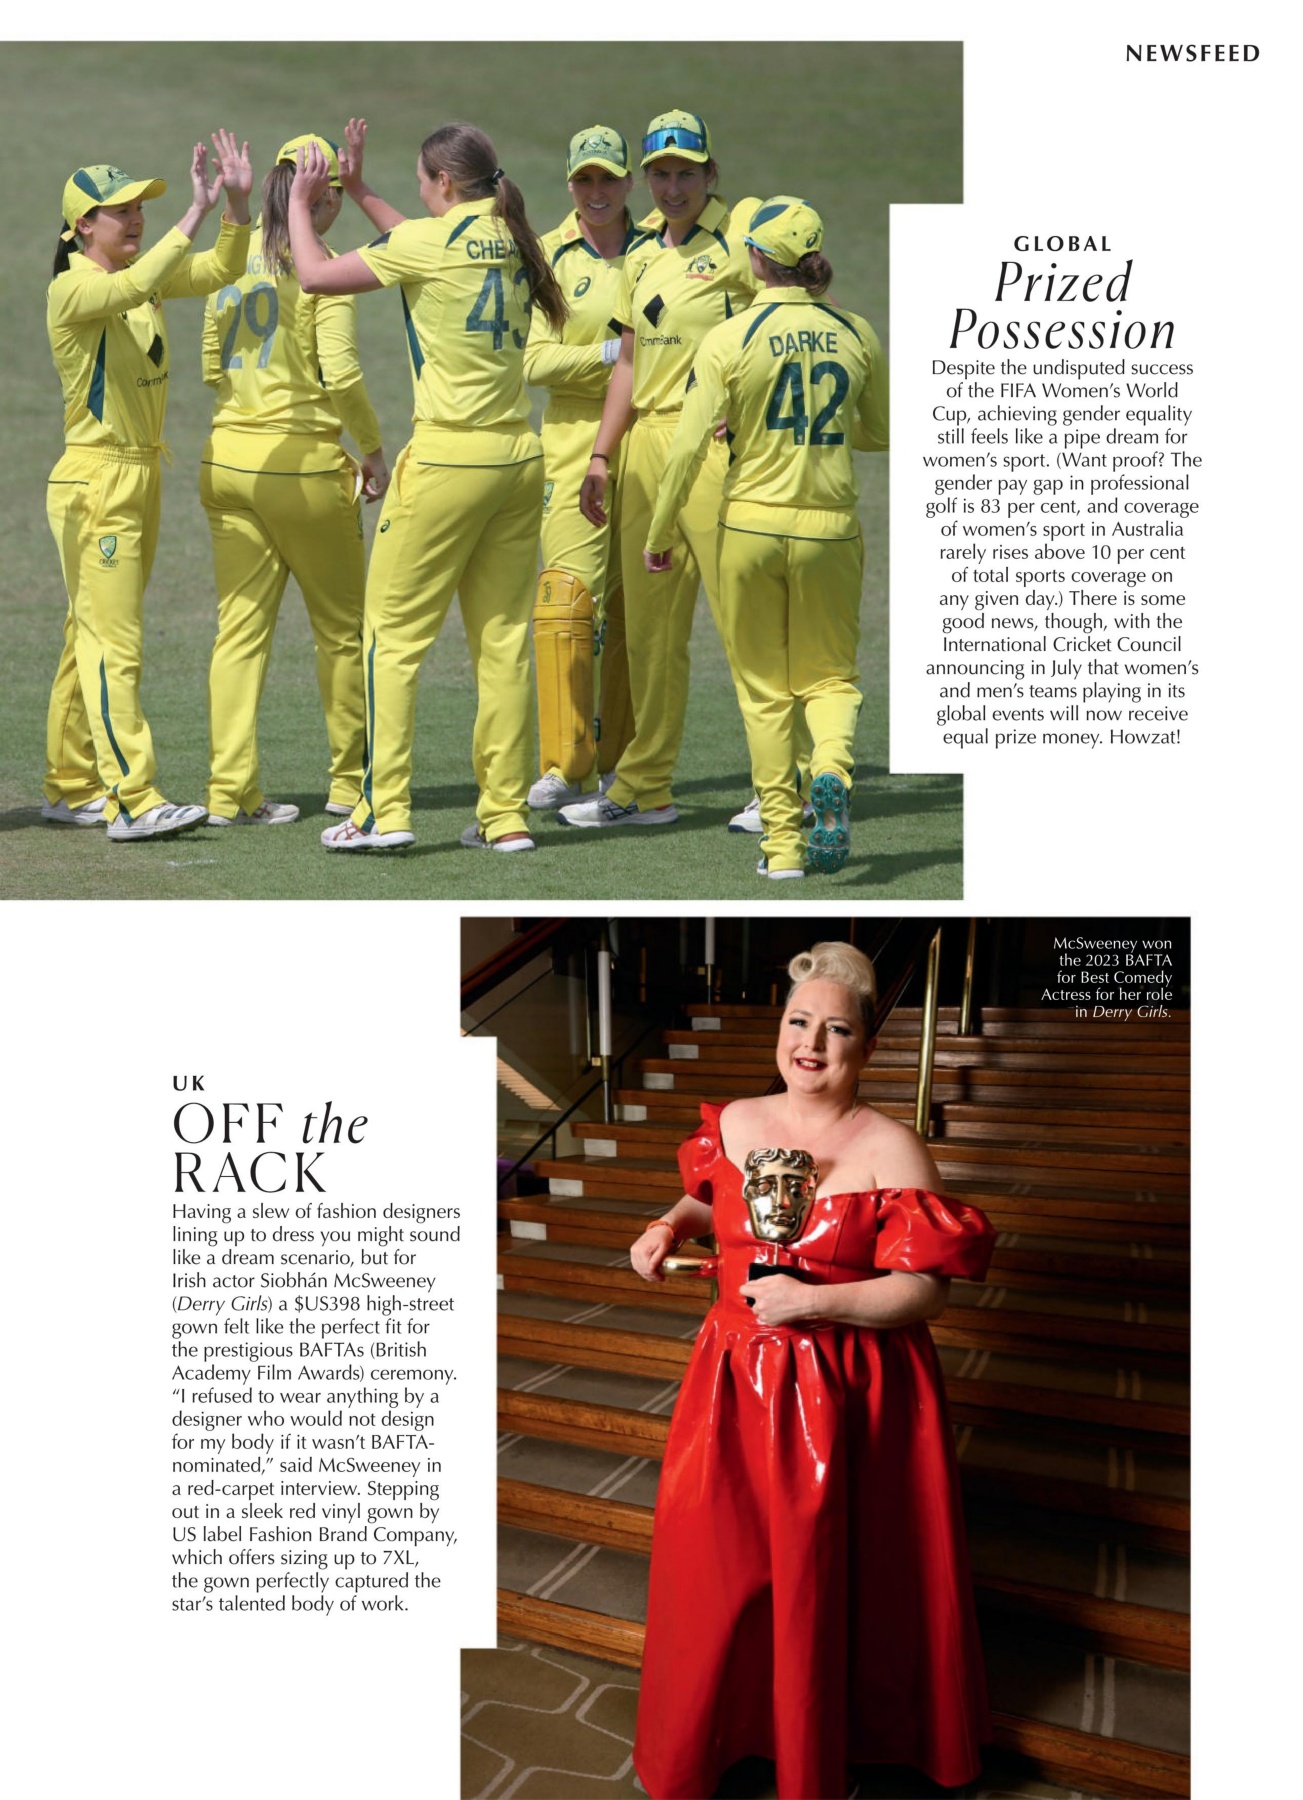 NEWSFEED
29
CHEA
43
CommBank
DARKE
42
GLOBAL
Prized
Possession
Despite the undisputed success
of the FIFA Women's World
Cup, achieving gender equality
still feels like a pipe dream for
women's sport. (Want proof? The
gender pay gap in professional
golf is 83 per cent, and coverage
of women's sport in Australia
rarely rises above 10 per cent
of total sports coverage on
any given day.) There is some
good news, though, with the
International Cricket Council
announcing in July that women's
and men's teams playing in its
global events will now receive
equal prize money. Howzat!
McSweeney won
the 2023 BAFTA
for Best Comedy
Actress for her role
in Derry Girls.
UK
OFF the
RACK
Having a slew of fashion designers
lining up to dress you might sound
like a dream scenario, but for
Irish actor Siobhán McSweeney
(Derry Girls) a $US398 high-street
gown felt like the perfect fit for
the prestigious BAFTAs (British
Academy Film Awards) ceremony.
“I refused to wear anything by a
designer who would not design
for my body if it wasn't BAFTA-
nominated,” said McSweeney in
a red-carpet interview. Stepping
out in a sleek red vinyl gown by
US label Fashion Brand Company,
which offers sizing up to 7XL,
the gown perfectly captured the
star's talented body of work.